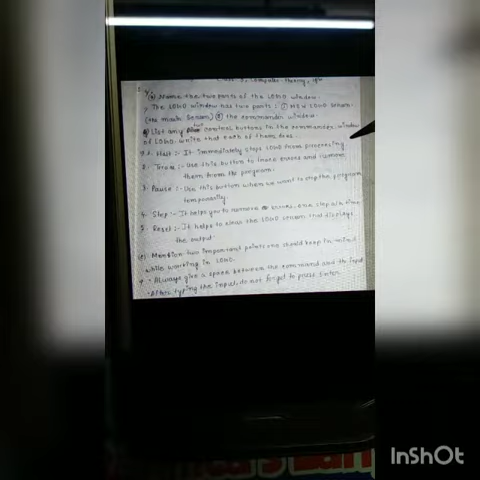 Class 3, Computer theory,
(a) Name the two parts of the LOGO window.
The LOGO window has two parts: ① MSW LOGO Screen
(the main Screen) ② the commander window.
List any control buttons in the commander window
of LOGO. Write what each of them does.
Halt :- It immediately stops LOGO from processing.
2. Trace :- Use this button to trace errors and remove
them from the program.
3. Pause :- Use this button when we want to stop the program
temporarily.
4. Step :- It helps you to remove one step at a time
5. Reset :- It helps to clear the LOGO screen that displays
the output.
Mention two important points one should keep in mind
while working in LOGO.
Always give a space between the command and the input
After typing the input, do not forget to press Enter.
InShOt